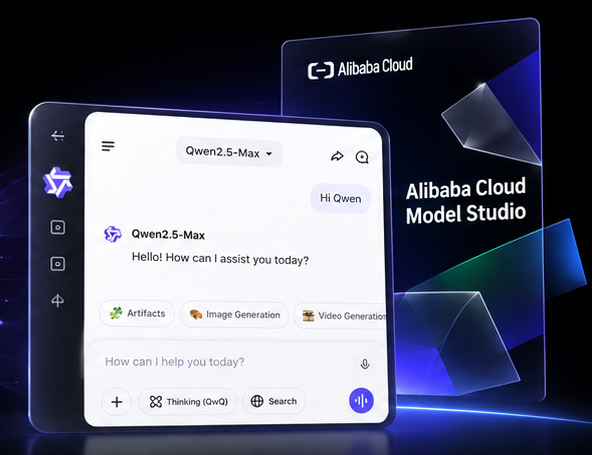 Alibaba Cloud
Alibaba Cloud
Model Studio
Qwen2.5-Max
Hi Qwen
Qwen2.5-Max
Hello! How can I assist you today?
Artifacts
Image Generation
Video Generation
How can I help you today?
Thinking (QwQ)
Search